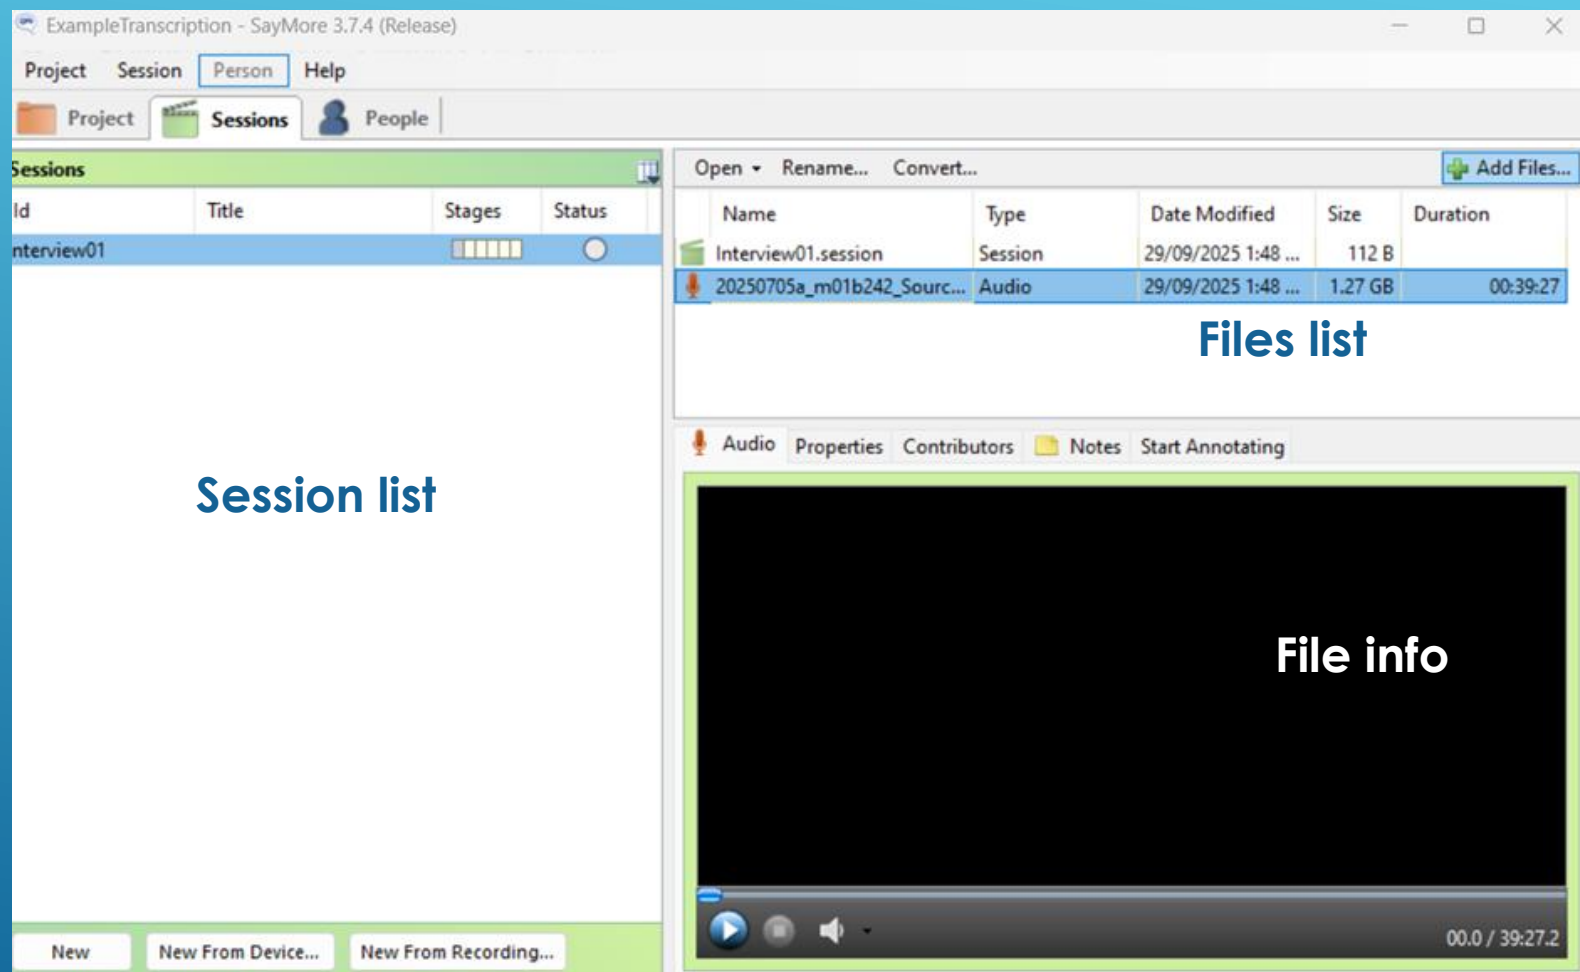 ExampleTranscription - SayMore 3.7.4 (Release)
Project Session Person Help
Project Sessions People
Sessions
Id Title Stages Status
nterview01
Open Rename... Convert... Add Files...
Name Type Date Modified Size Duration
Interview01.session Session 29/09/2025 1:48 ... 112 B
20250705a_m01b242_Sourc... Audio 29/09/2025 1:48 ... 1.27 GB 00:39:27
Files list
Audio Properties Contributors Notes Start Annotating
Session list
File info
00.0 / 39:27.2
New New From Device... New From Recording...